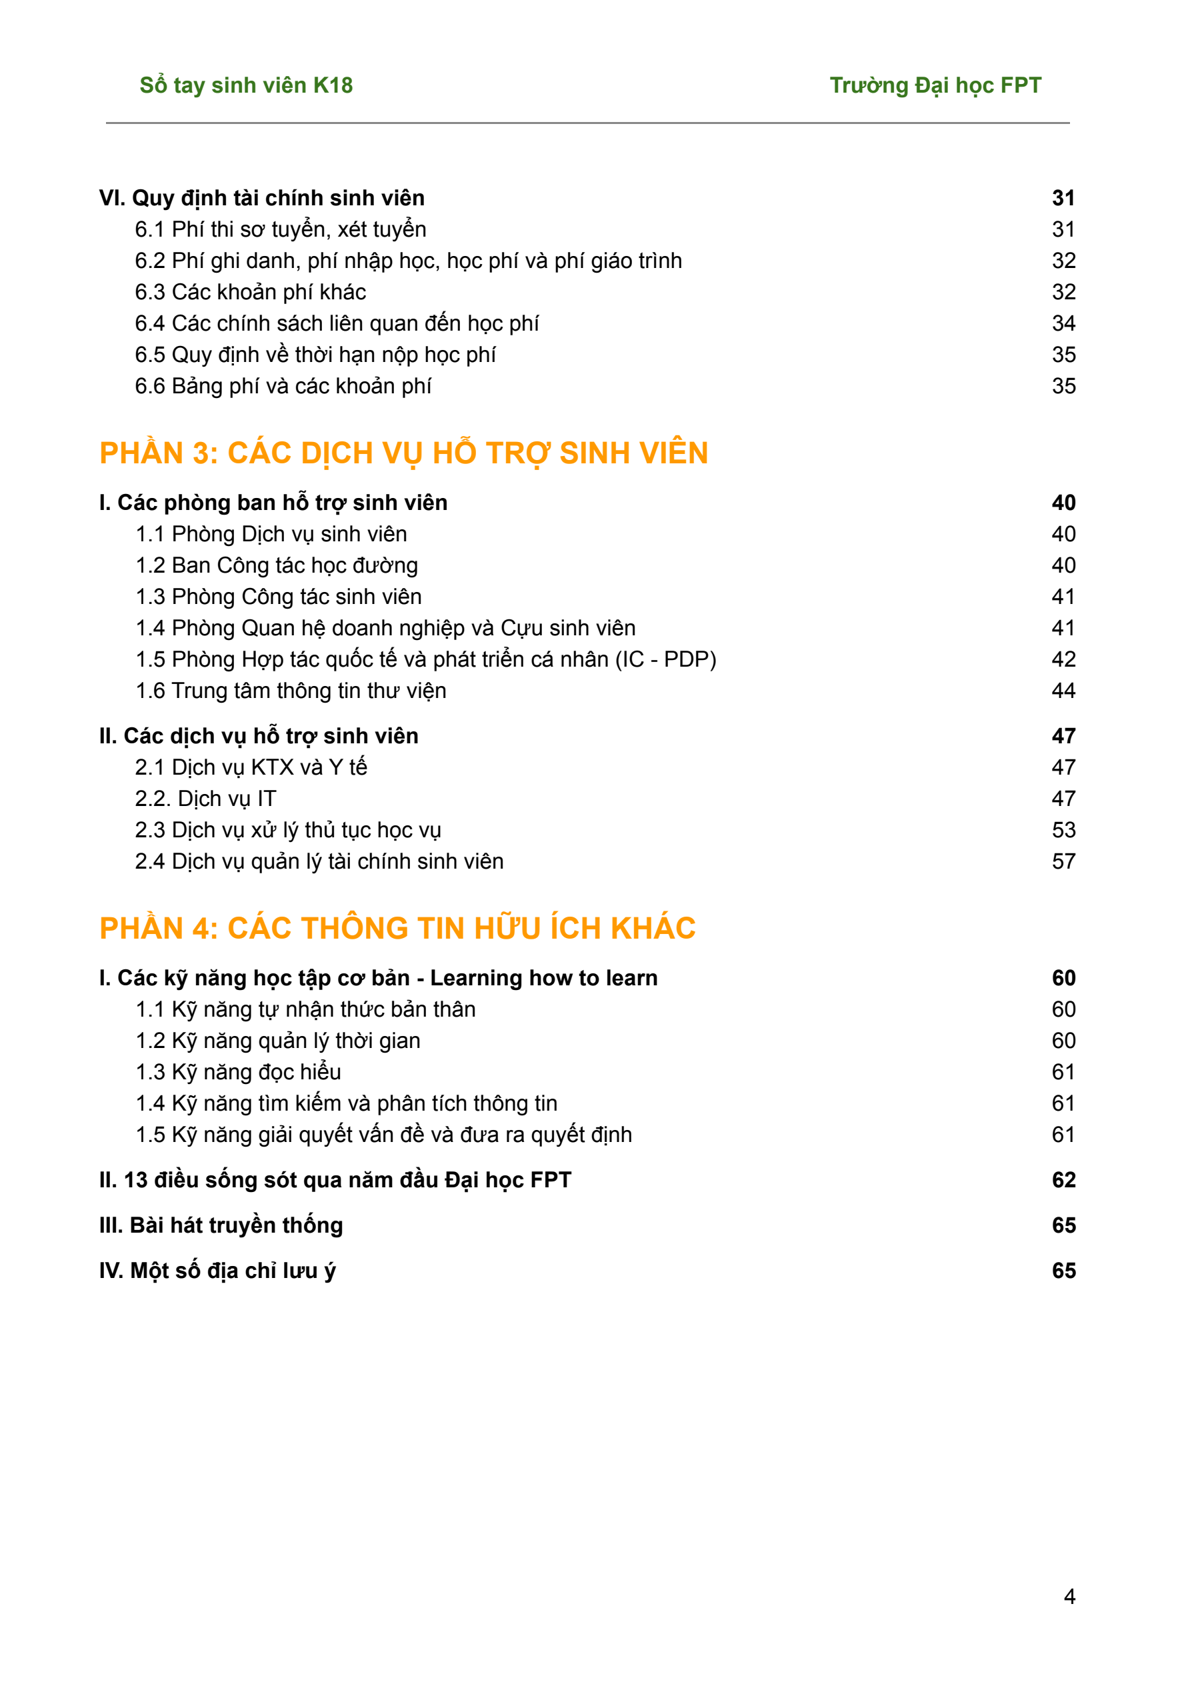 Sổ tay sinh viên K18 Trường Đại học FPT
VI. Quy định tài chính sinh viên 31
6.1 Phí thi sơ tuyển, xét tuyển 31
6.2 Phí ghi danh, phí nhập học, học phí và phí giáo trình 32
6.3 Các khoản phí khác 32
6.4 Các chính sách liên quan đến học phí 34
6.5 Quy định về thời hạn nộp học phí 35
6.6 Bảng phí và các khoản phí 35
PHẦN 3: CÁC DỊCH VỤ HỖ TRỢ SINH VIÊN
I. Các phòng ban hỗ trợ sinh viên 40
1.1 Phòng Dịch vụ sinh viên 40
1.2 Ban Công tác học đường 40
1.3 Phòng Công tác sinh viên 41
1.4 Phòng Quan hệ doanh nghiệp và Cựu sinh viên 41
1.5 Phòng Hợp tác quốc tế và phát triển cá nhân (IC - PDP) 42
1.6 Trung tâm thông tin thư viện 44
II. Các dịch vụ hỗ trợ sinh viên 47
2.1 Dịch vụ KTX và Y tế 47
2.2. Dịch vụ IT 47
2.3 Dịch vụ xử lý thủ tục học vụ 53
2.4 Dịch vụ quản lý tài chính sinh viên 57
PHẦN 4: CÁC THÔNG TIN HỮU ÍCH KHÁC
I. Các kỹ năng học tập cơ bản - Learning how to learn 60
1.1 Kỹ năng tự nhận thức bản thân 60
1.2 Kỹ năng quản lý thời gian 60
1.3 Kỹ năng đọc hiểu 61
1.4 Kỹ năng tìm kiếm và phân tích thông tin 61
1.5 Kỹ năng giải quyết vấn đề và đưa ra quyết định 61
II. 13 điều sống sót qua năm đầu Đại học FPT 62
III. Bài hát truyền thống 65
IV. Một số địa chỉ lưu ý 65
4